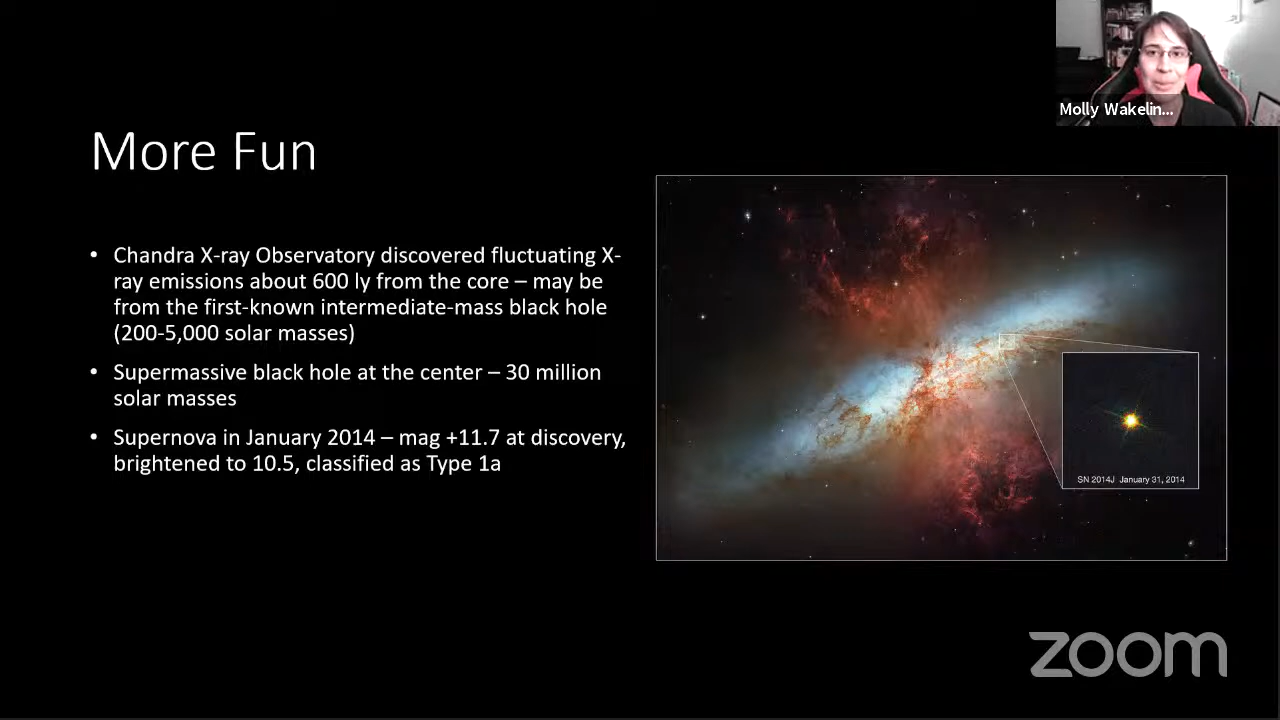 Molly Wakelin...
More Fun
• Chandra X-ray Observatory discovered fluctuating X-
ray emissions about 600 ly from the core – may be
from the first-known intermediate-mass black hole
(200-5,000 solar masses)
• Supermassive black hole at the center – 30 million
solar masses
• Supernova in January 2014 – mag +11.7 at discovery,
brightened to 10.5, classified as Type 1a
SN 2014J January 31, 2014
zoom